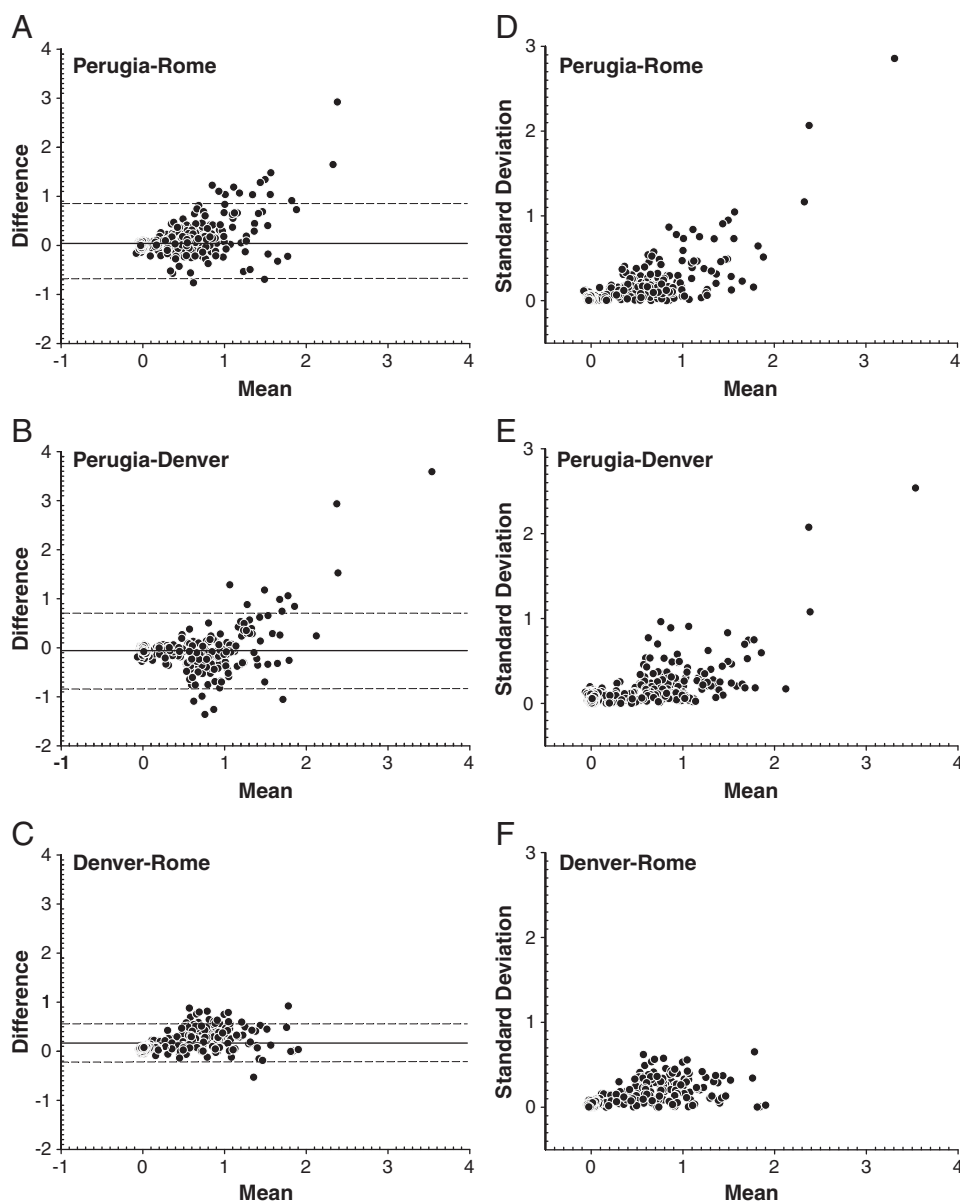 A
Perugia-Rome
Difference
4
3
2
1
0
-1
-2
-1 0 1 2 3 4
Mean
D
Perugia-Rome
Standard Deviation
3
2
1
0
0 1 2 3 4
Mean
B
Perugia-Denver
Difference
4
3
2
1
0
-1
-2
-1 0 1 2 3 4
Mean
E
Perugia-Denver
Standard Deviation
3
2
1
0
0 1 2 3 4
Mean
C
Denver-Rome
Difference
4
3
2
1
0
-1
-2
-1 0 1 2 3 4
Mean
F
Denver-Rome
Standard Deviation
3
2
1
0
0 1 2 3 4
Mean